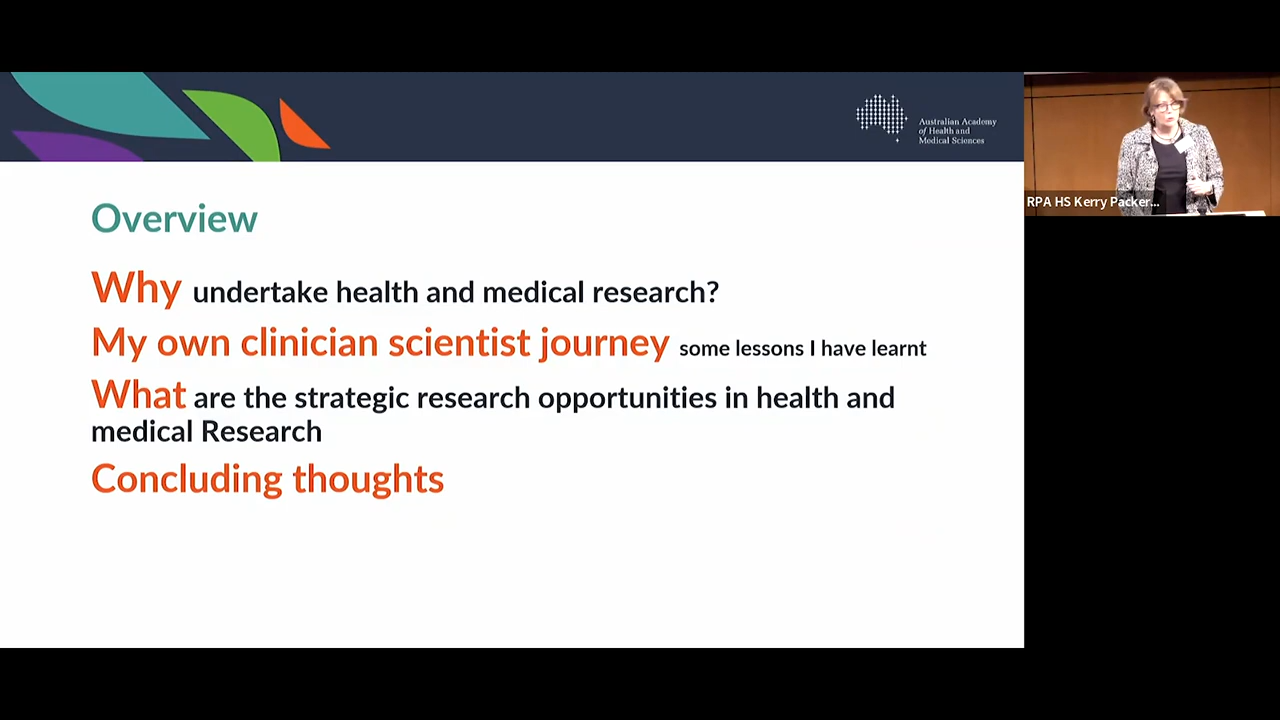 Australian Academy
of Health and
Medical Sciences
RPA HS Kerry Packer...
Overview
Why undertake health and medical research?
My own clinician scientist journey some lessons I have learnt
What are the strategic research opportunities in health and
medical Research
Concluding thoughts